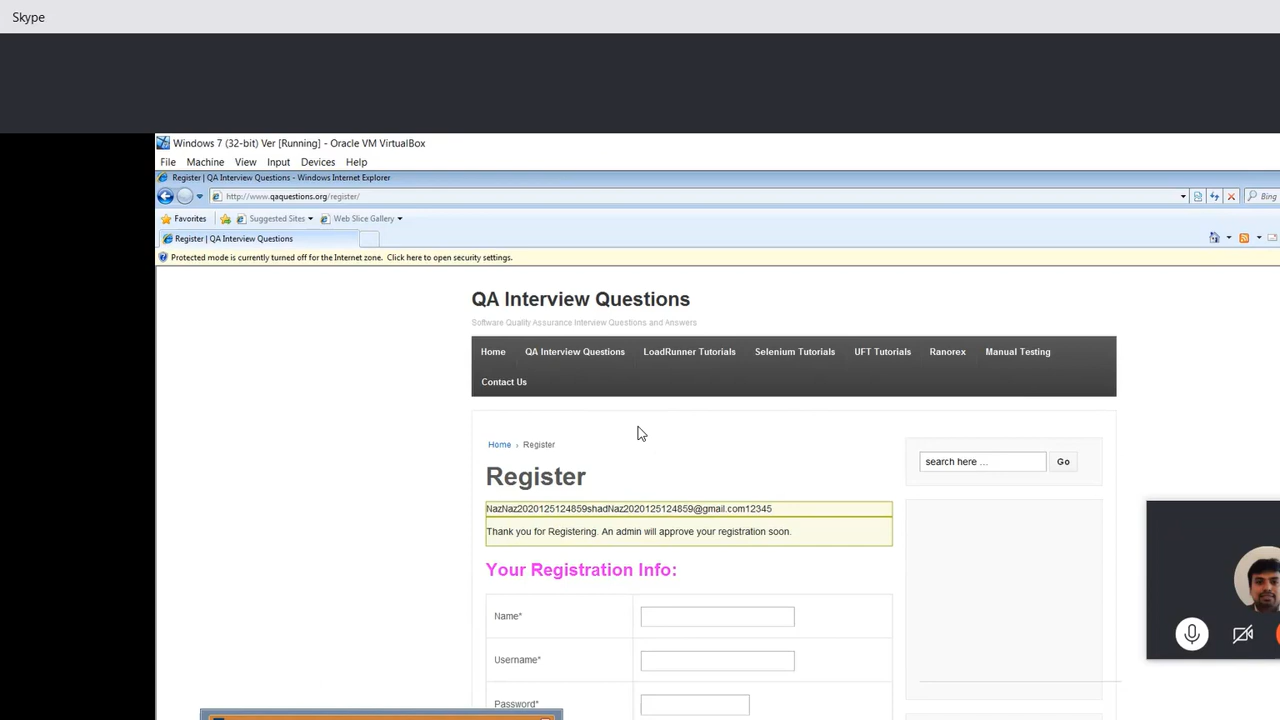 Skype
Windows 7 (32-bit) Ver [Running] - Oracle VM VirtualBox
File Machine View Input Devices Help
Register | QA Interview Questions - Windows Internet Explorer
http://www.qaquestions.org/register/
Bing
Favorites Suggested Sites Web Slice Gallery
Register | QA Interview Questions
Protected mode is currently turned off for the Internet zone. Click here to open security settings.
QA Interview Questions
Software Quality Assurance Interview Questions and Answers
Home QA Interview Questions LoadRunner Tutorials Selenium Tutorials UFT Tutorials Ranorex Manual Testing
Contact Us
Home › Register
search here ... Go
Register
NazNaz2020125124859shadNaz2020125124859@gmail.com12345
Thank you for Registering. An admin will approve your registration soon.
Your Registration Info:
Name*
Username*
Password*